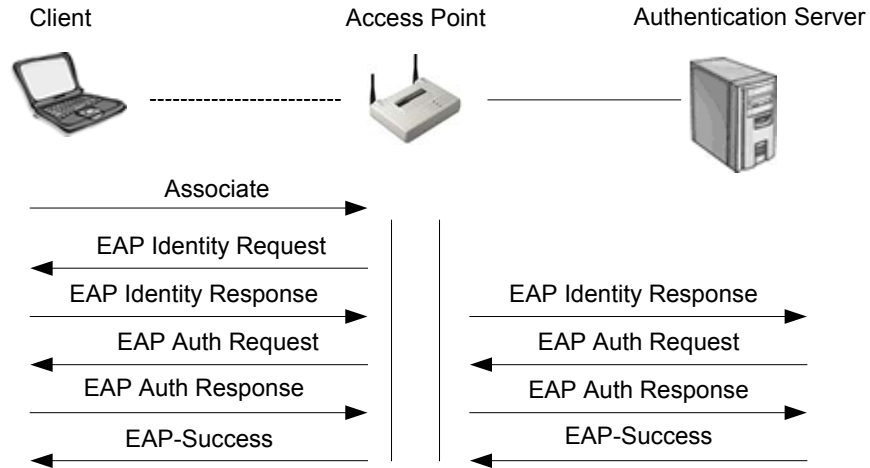 Client
Access Point
Authentication Server
Associate
EAP Identity Request
EAP Identity Response
EAP Identity Response
EAP Auth Request
EAP Auth Request
EAP Auth Response
EAP Auth Response
EAP-Success
EAP-Success